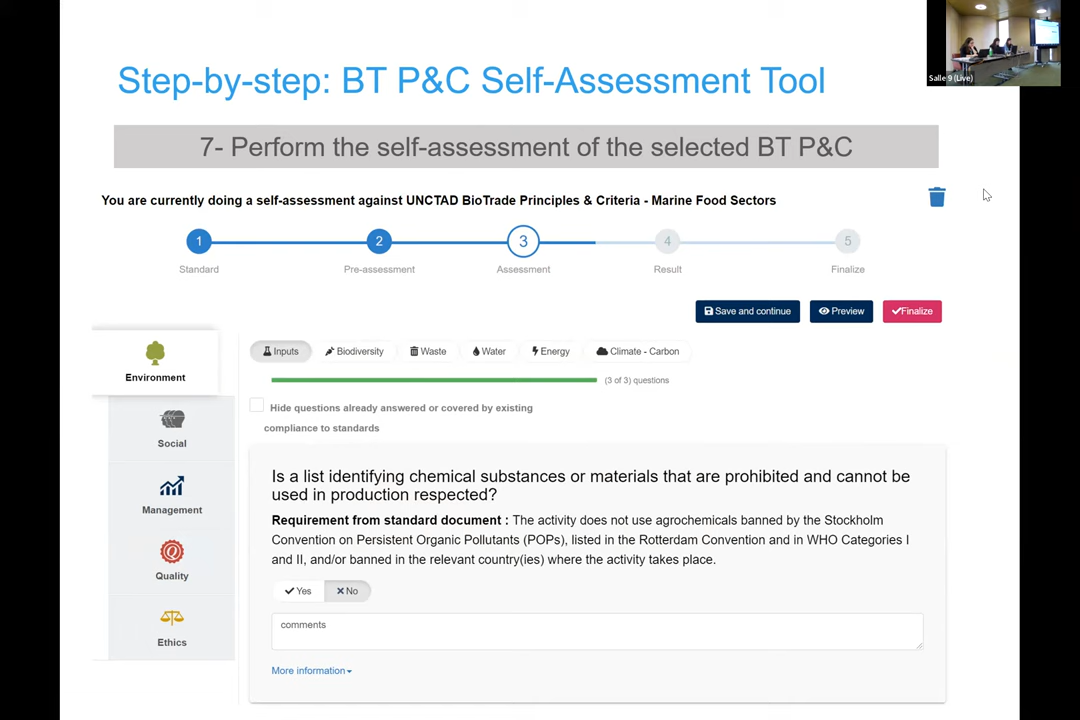 Salle 9 (Live)
Step-by-step: BT P&C Self-Assessment Tool
7- Perform the self-assessment of the selected BT P&C
You are currently doing a self-assessment against UNCTAD BioTrade Principles & Criteria - Marine Food Sectors
1
2
3
4
5
Standard
Pre-assessment
Assessment
Result
Finalize
Save and continue
Preview
Finalize
Environment
Social
Management
Quality
Ethics
Inputs
Biodiversity
Waste
Water
Energy
Climate - Carbon
(3 of 3) questions
Hide questions already answered or covered by existing
compliance to standards
Is a list identifying chemical substances or materials that are prohibited and cannot be
used in production respected?
Requirement from standard document : The activity does not use agrochemicals banned by the Stockholm
Convention on Persistent Organic Pollutants (POPs), listed in the Rotterdam Convention and in WHO Categories I
and II, and/or banned in the relevant country(ies) where the activity takes place.
Yes
No
comments
More information